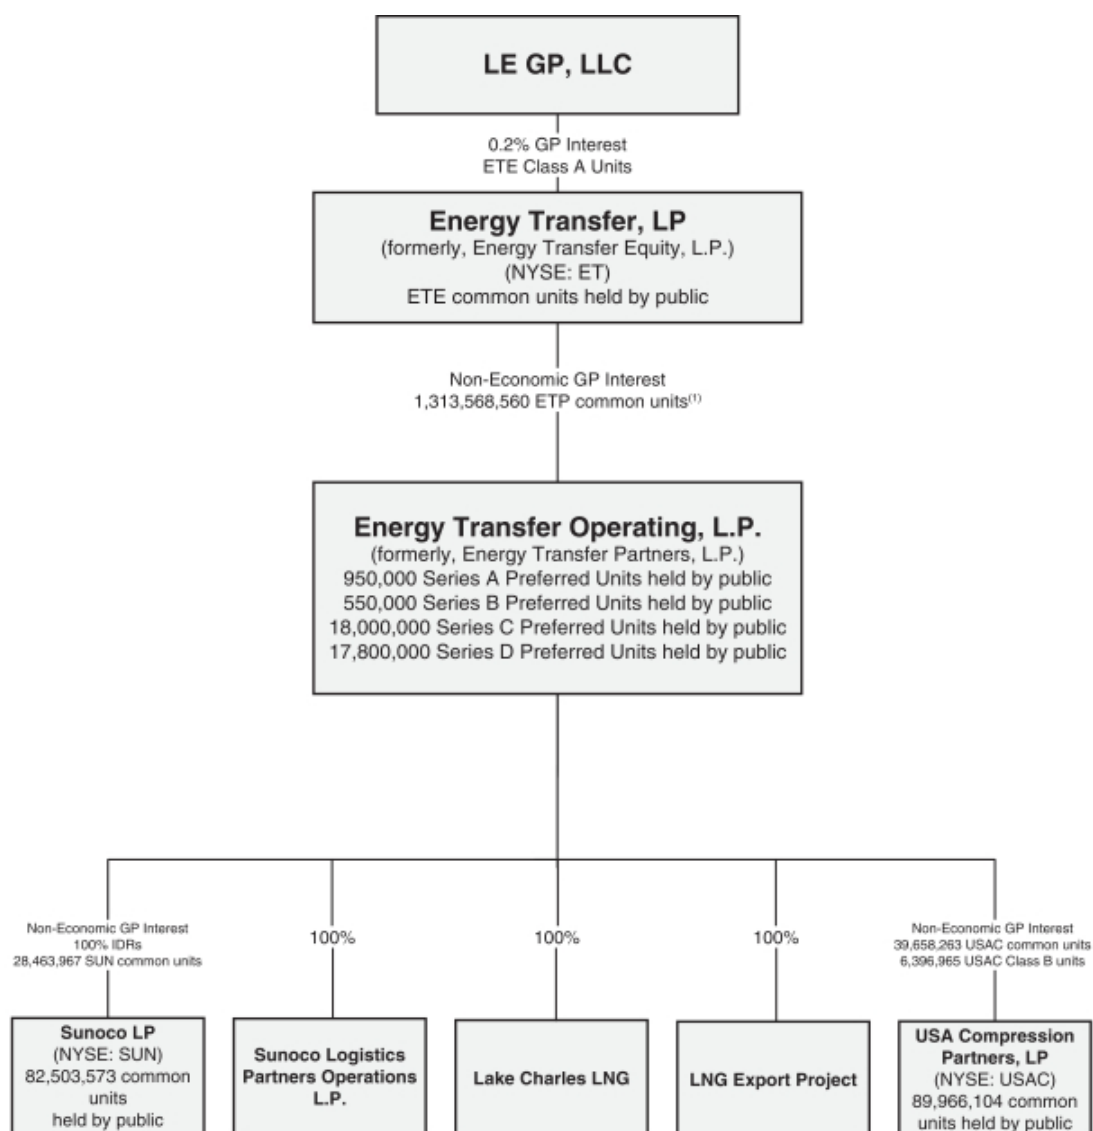 LE GP, LLC
0.2% GP Interest
ETE Class A Units
Energy Transfer, LP
(formerly, Energy Transfer Equity, L.P.)
(NYSE: ET)
ETE common units held by public
Non-Economic GP Interest
1,313,568,560 ETP common units(1)
Energy Transfer Operating, L.P.
(formerly, Energy Transfer Partners, L.P.)
950,000 Series A Preferred Units held by public
550,000 Series B Preferred Units held by public
18,000,000 Series C Preferred Units held by public
17,800,000 Series D Preferred Units held by public
Non-Economic GP Interest
100% IDRs
28,463,967 SUN common units
100%
100%
100%
Non-Economic GP Interest
39,658,263 USAC common units
6,396,965 USAC Class B units
Sunoco LP
(NYSE: SUN)
82,503,573 common
units
held by public
Sunoco Logistics
Partners Operations
L.P.
Lake Charles LNG
LNG Export Project
USA Compression
Partners, LP
(NYSE: USAC)
89,966,104 common
units held by public